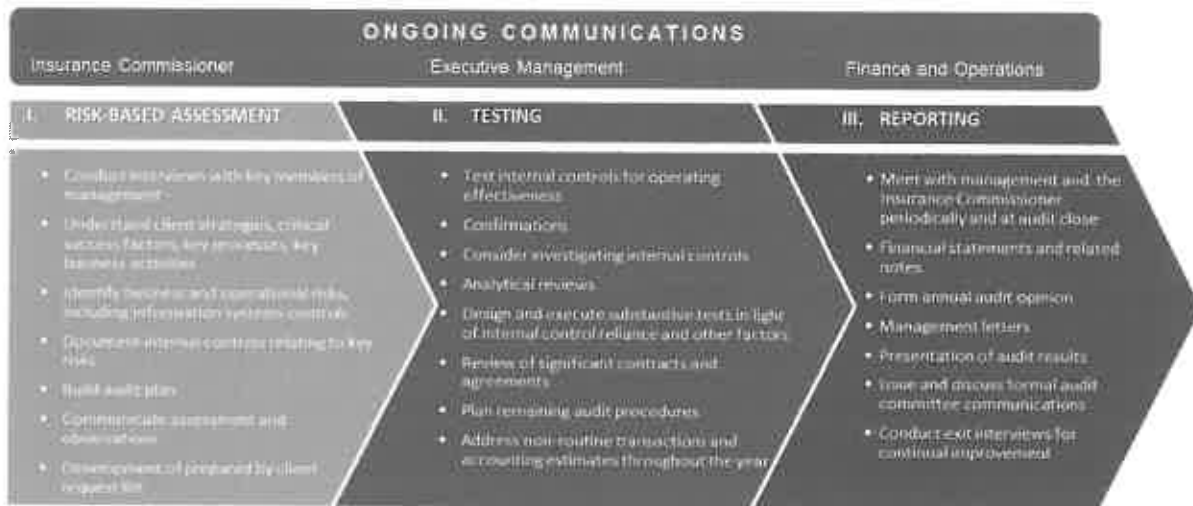 ONGOING COMMUNICATIONS
Insurance Commissioner
Executive Management
Finance and Operations
I. RISK-BASED ASSESSMENT
• Conduct interviews with key members of
management
• Understand client strategies, critical
success factors, key processes, key
business activities
• Identify business and operational risks,
including information systems controls
• Document internal controls relating to key
risks
• Build audit plan
• Communicate assessment and
observations
• Development of prepared by client
request list
II. TESTING
• Test internal controls for operating
effectiveness
• Confirmations
• Consider investigating internal controls
• Analytical reviews
• Design and execute substantive tests in light
of internal control reliance and other factors
• Review of significant contracts and
agreements
• Plan remaining audit procedures
• Address non-routine transactions and
accounting estimates throughout the year
III. REPORTING
• Meet with management and the
Insurance Commissioner
periodically and at audit close
• Financial statements and related
notes
• Form annual audit opinion
• Management letters
• Presentation of audit results
• Issue and discuss formal audit
committee communications
• Conduct exit interviews for
continual improvement